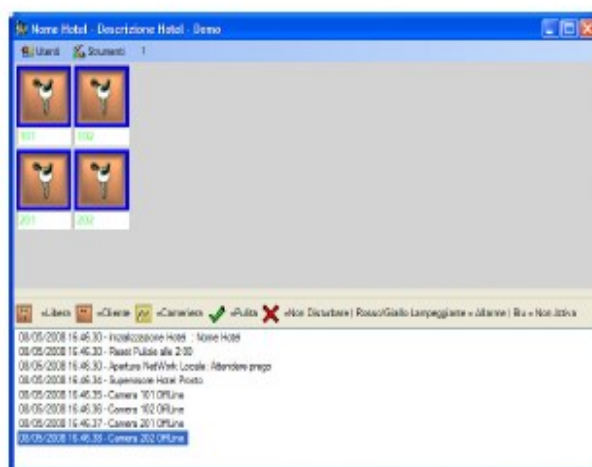 Nome Hotel - Descrizione Hotel - Demo
Utenti Strumenti ?
101 102
201 202
=Libera =Cliente =Cameriera =Pulita =Non Disturbare | Rosso/Giallo Lampeggiante = Allarme | Blu = Non Attiva
08/05/2008 16.46.30 - Inizializzazione Hotel : Nome Hotel
08/05/2008 16.46.30 - Reset Pulizie alle 2:00
08/05/2008 16.46.30 - Apertura NetWork Locale: Attendere prego
08/05/2008 16.46.34 - Supervisore Hotel Pronto
08/05/2008 16.46.35 - Camera 101 OffLine
08/05/2008 16.46.36 - Camera 102 OffLine
08/05/2008 16.46.37 - Camera 201 OffLine
08/05/2008 16.46.38 - Camera 202 OffLine